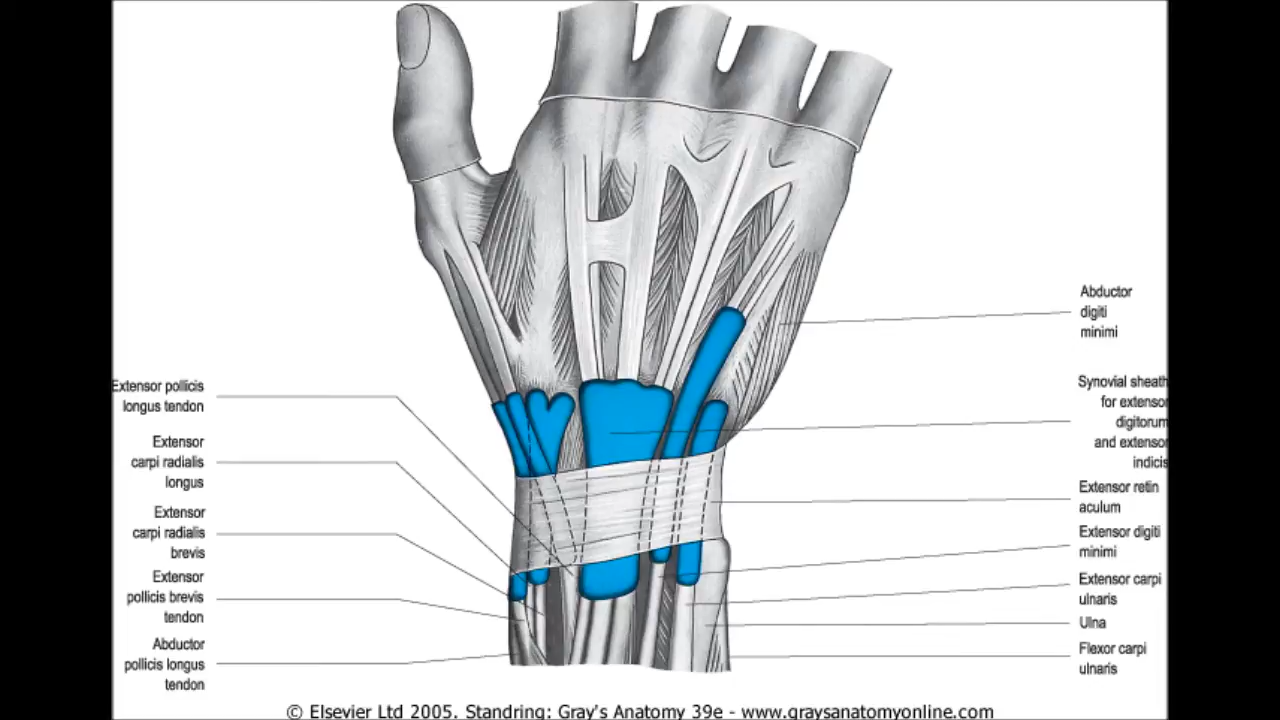 Abductor
digiti
minimi
Extensor pollicis
longus tendon
Synovial sheath
for extensor
digitorum
and extensor
indicis
Extensor
carpi radialis
longus
Extensor retin
aculum
Extensor
carpi radialis
brevis
Extensor digiti
minimi
Extensor
pollicis brevis
tendon
Extensor carpi
ulnaris
Ulna
Abductor
pollicis longus
tendon
Flexor carpi
ulnaris
© Elsevier Ltd 2005. Standring: Gray's Anatomy 39e - www.graysanatomyonline.com